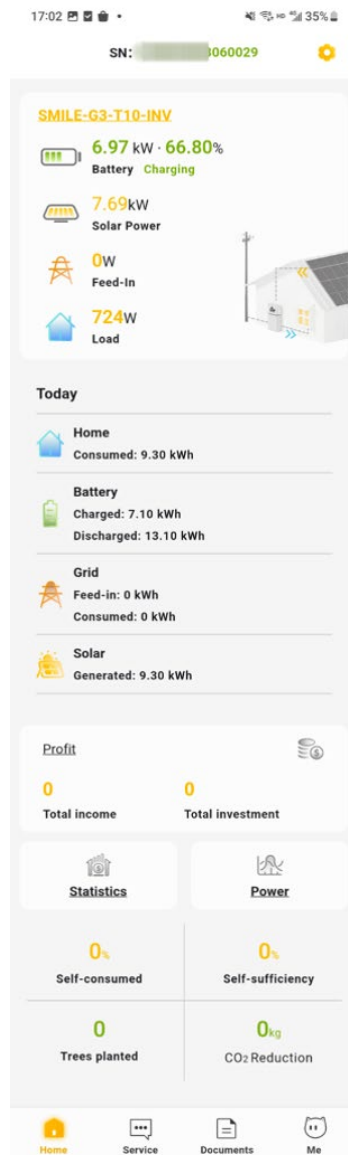 17:02 35%
SN: 060029
SMILE-G3-T10-INV
6.97 kW · 66.80%
Battery Charging
7.69kW
Solar Power
0W
Feed-In
724W
Load
Today
Home
Consumed: 9.30 kWh
Battery
Charged: 7.10 kWh
Discharged: 13.10 kWh
Grid
Feed-in: 0 kWh
Consumed: 0 kWh
Solar
Generated: 9.30 kWh
Profit
0 0
Total income Total investment
Statistics Power
0% 0%
Self-consumed Self-sufficiency
0 0kg
Trees planted CO₂ Reduction
Home Service Documents Me